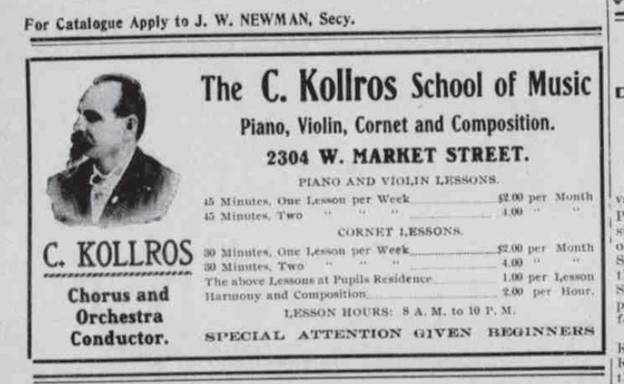 For Catalogue Apply to J. W. NEWMAN, Secy.
The C. Kollros School of Music
Piano, Violin, Cornet and Composition.
2304 W. MARKET STREET.
PIANO AND VIOLIN LESSONS.
45 Minutes, One Lesson per Week $2.00 per Month
45 Minutes, Two " " " 4.00 " "
CORNET LESSONS.
30 Minutes, One Lesson per Week $2.00 per Month
30 Minutes, Two " " " 4.00 " "
The above Lessons at Pupils Residence 1.00 per Lesson
Harmony and Composition 2.00 per Hour.
LESSON HOURS: 8 A. M. to 10 P. M.
SPECIAL ATTENTION GIVEN BEGINNERS
C. KOLLROS
Chorus and
Orchestra
Conductor.